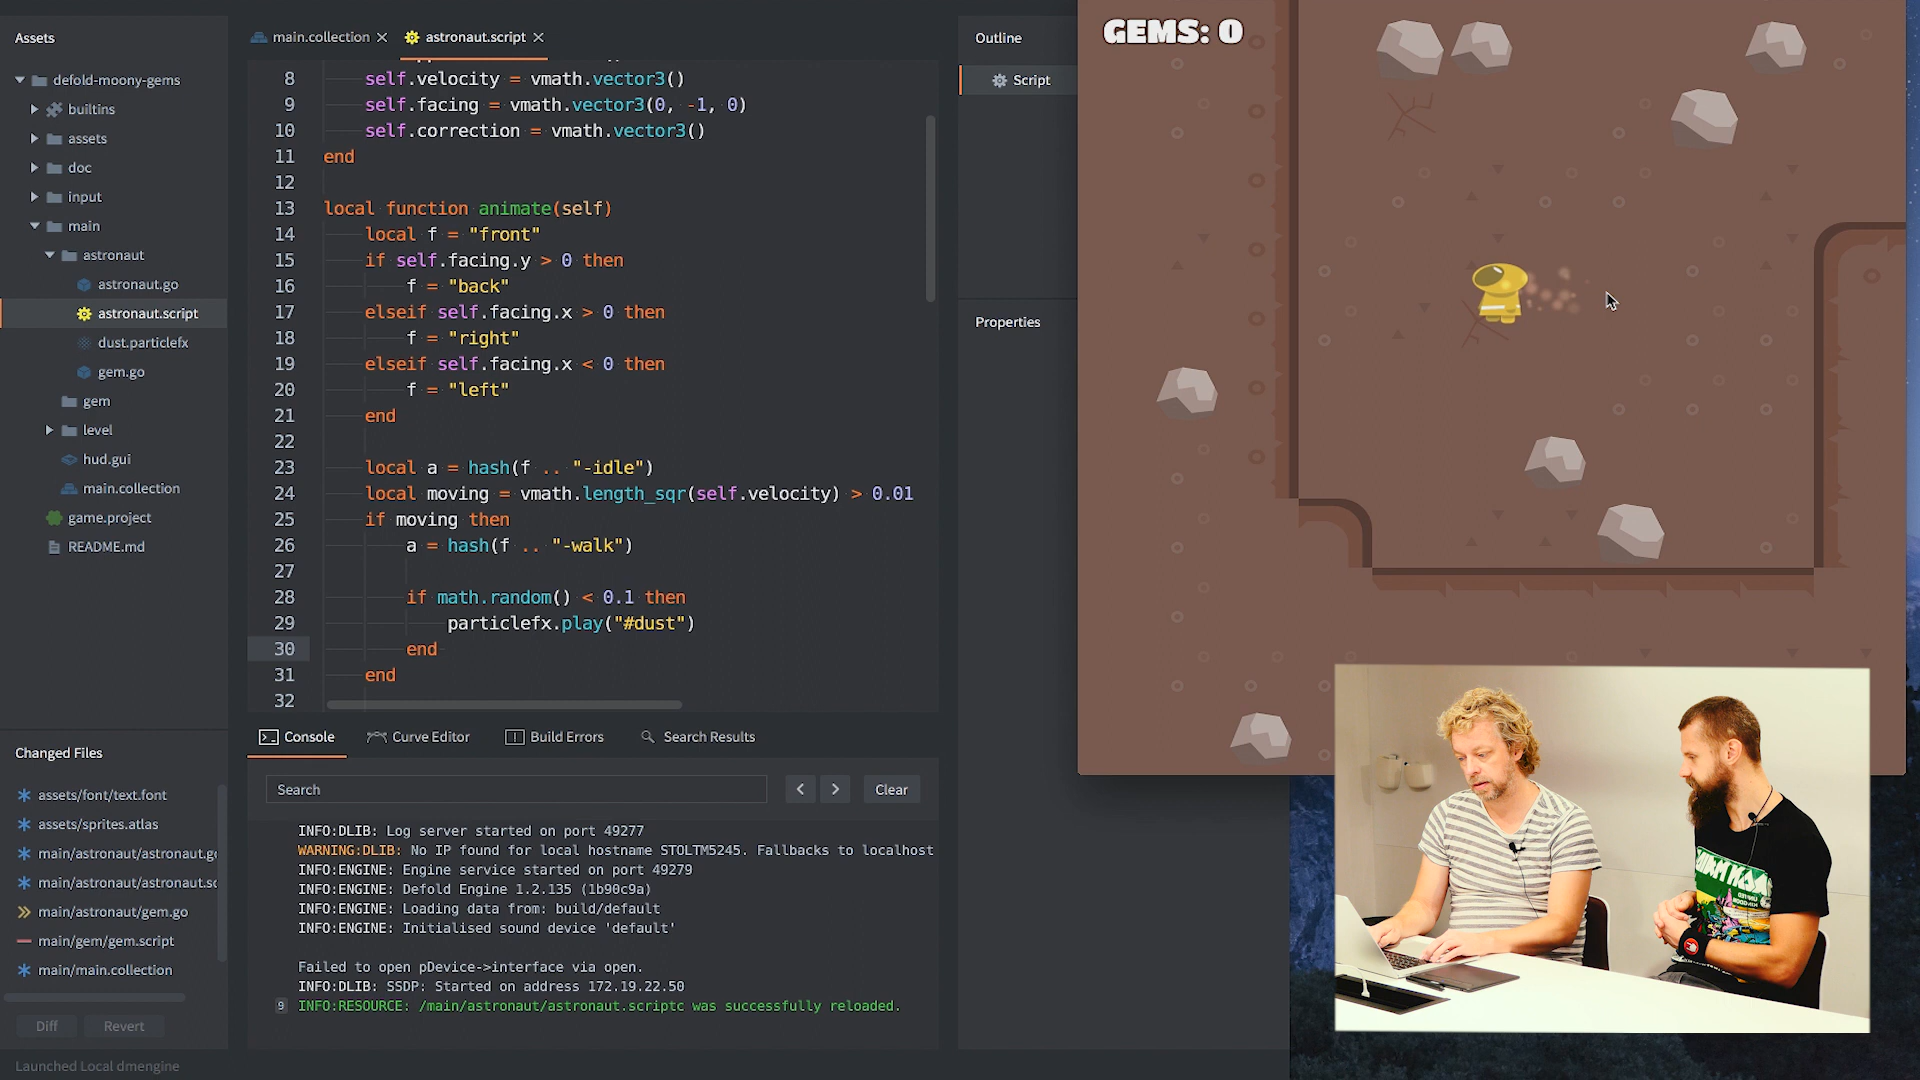 Assets
defold-moony-gems
builtins
assets
doc
input
main
astronaut
astronaut.go
astronaut.script
dust.particlefx
gem.go
gem
level
hud.gui
main.collection
game.project
README.md
Changed Files
assets/font/text.font
assets/sprites.atlas
main/astronaut/astronaut.go
main/astronaut/astronaut.sc
main/astronaut/gem.go
main/gem/gem.script
main/main.collection
Diff Revert
Launched Local dmengine
main.collection astronaut.script
8 self.velocity = vmath.vector3()
9 self.facing = vmath.vector3(0, -1, 0)
10 self.correction = vmath.vector3()
11 end
12
13 local function animate(self)
14 local f = "front"
15 if self.facing.y > 0 then
16 f = "back"
17 elseif self.facing.x > 0 then
18 f = "right"
19 elseif self.facing.x < 0 then
20 f = "left"
21 end
22
23 local a = hash(f .. "-idle")
24 local moving = vmath.length_sqr(self.velocity) > 0.01
25 if moving then
26 a = hash(f .. "-walk")
27
28 if math.random() < 0.1 then
29 particlefx.play("#dust")
30 end
31 end
32
Console Curve Editor Build Errors Search Results
Search < > Clear
INFO:DLIB: Log server started on port 49277
WARNING:DLIB: No IP found for local hostname STOLTM5245. Fallbacks to localhost
INFO:ENGINE: Engine service started on port 49279
INFO:ENGINE: Defold Engine 1.2.135 (1b90c9a)
INFO:ENGINE: Loading data from: build/default
INFO:ENGINE: Initialised sound device 'default'
Failed to open pDevice->interface via open.
INFO:DLIB: SSDP: Started on address 172.19.22.50
9 INFO:RESOURCE: /main/astronaut/astronaut.scriptc was successfully reloaded.
Outline
Script
Properties
GEMS: 0